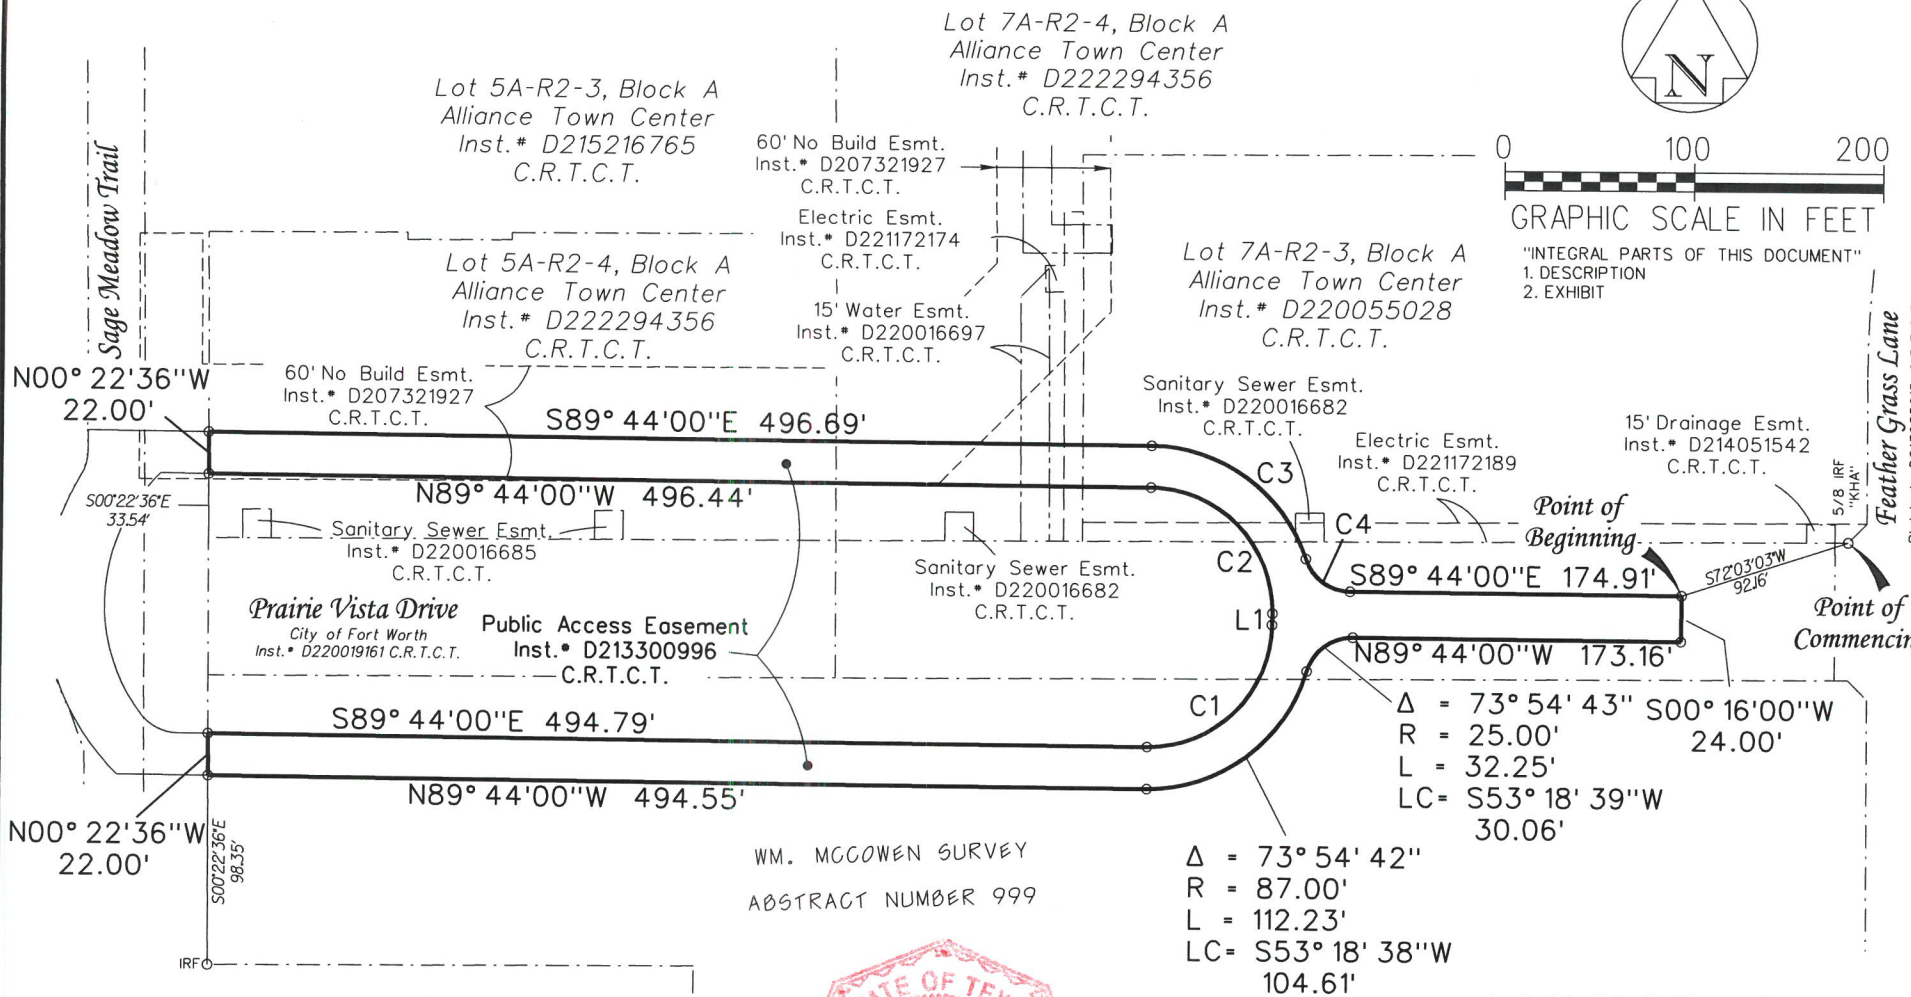 Lot 7A-R2-4, Block A
Alliance Town Center
Inst.# D222294356
C.R.T.C.T.
N
Lot 5A-R2-3, Block A
Alliance Town Center
Inst.# D215216765
C.R.T.C.T.
60' No Build Esmt.
Inst.# D207321927
C.R.T.C.T.
0 100 200
GRAPHIC SCALE IN FEET
"INTEGRAL PARTS OF THIS DOCUMENT"
1. DESCRIPTION
2. EXHIBIT
Sage Meadow Trail
Electric Esmt.
Inst.# D221172174
C.R.T.C.T.
Lot 5A-R2-4, Block A
Alliance Town Center
Inst.# D222294356
C.R.T.C.T.
Lot 7A-R2-3, Block A
Alliance Town Center
Inst.# D220055028
C.R.T.C.T.
15' Water Esmt.
Inst.# D220016697
C.R.T.C.T.
Feather Grass Lane
N00° 22'36"W
22.00'
60' No Build Esmt.
Inst.# D207321927
C.R.T.C.T.
Sanitary Sewer Esmt.
Inst.# D220016682
C.R.T.C.T.
S89° 44'00"E 496.69'
Electric Esmt.
Inst.# D221172189
C.R.T.C.T.
15' Drainage Esmt.
Inst.# D214051542
C.R.T.C.T.
5/8 IRF
"KHA"
C3
N89° 44'00"W 496.44'
S00°22'36"E
33.54'
Point of
Beginning
C4
Sanitary Sewer Esmt.
Inst.# D220016685
C.R.T.C.T.
C2
Sanitary Sewer Esmt.
Inst.# D220016682
C.R.T.C.T.
S89° 44'00"E 174.91'
S72°03'03"W
92.16'
Point of
Prairie Vista Drive
City of Fort Worth
Inst.# D220019161 C.R.T.C.T.
Public Access Easement
Inst.# D213300996
C.R.T.C.T.
L1
N89° 44'00"W 173.16'
S89° 44'00"E 494.79'
C1
Δ = 73° 54' 43"
R = 25.00'
L = 32.25'
LC= S53° 18' 39"W
30.06'
S00° 16'00"W
24.00'
N89° 44'00"W 494.55'
N00° 22'36"W
22.00'
S00°22'36"E
98.35'
WM. MCCOWEN SURVEY
ABSTRACT NUMBER 999
Δ = 73° 54' 42"
R = 87.00'
L = 112.23'
LC= S53° 18' 38"W
104.61'
IRF
OF